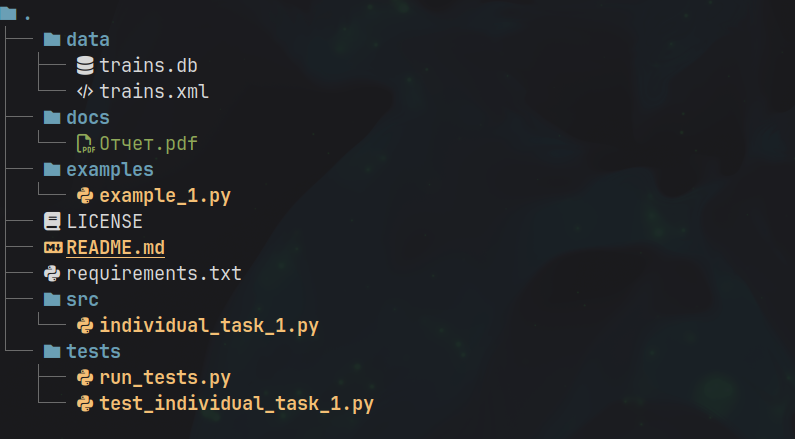 .
data
trains.db
trains.xml
docs
PDF Отчет.pdf
examples
example_1.py
LICENSE
README.md
requirements.txt
src
individual_task_1.py
tests
run_tests.py
test_individual_task_1.py